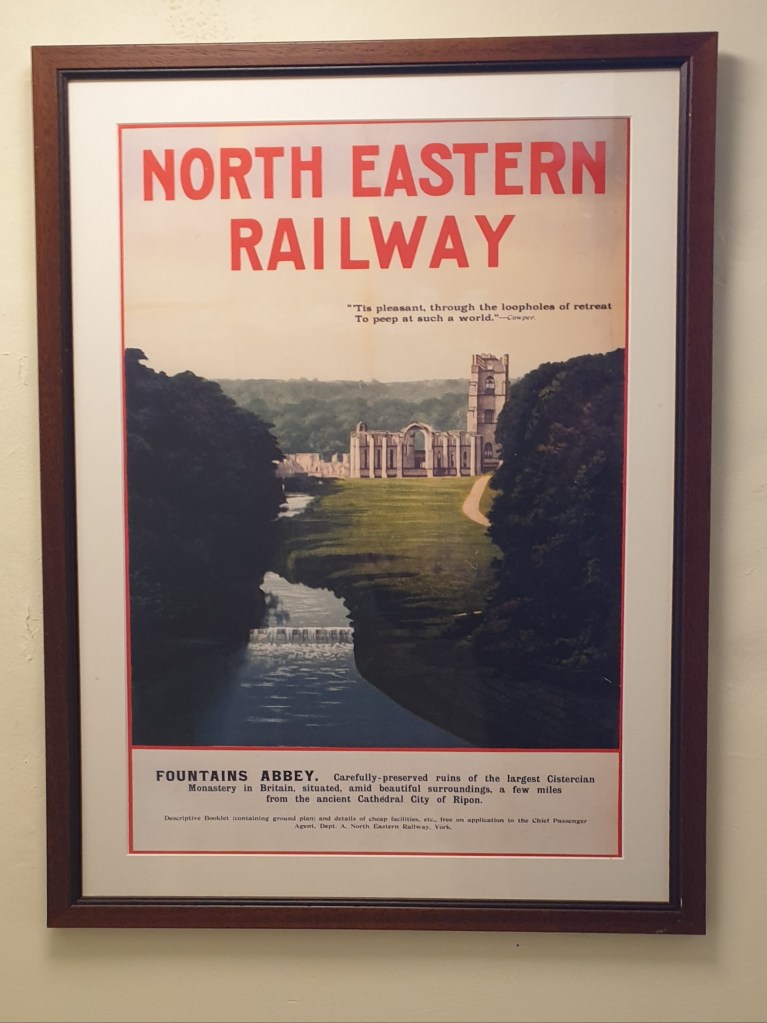 NORTH EASTERN
RAILWAY
"'Tis pleasant, through the loopholes of retreat
To peep at such a world."—Cowper.
FOUNTAINS ABBEY. Carefully-preserved ruins of the largest Cistercian
Monastery in Britain, situated, amid beautiful surroundings, a few miles
from the ancient Cathedral City of Ripon.
Descriptive Booklet (containing ground plan) and details of cheap facilities, etc., free on application to the Chief Passenger
Agent, Dept. A, North Eastern Railway, York.